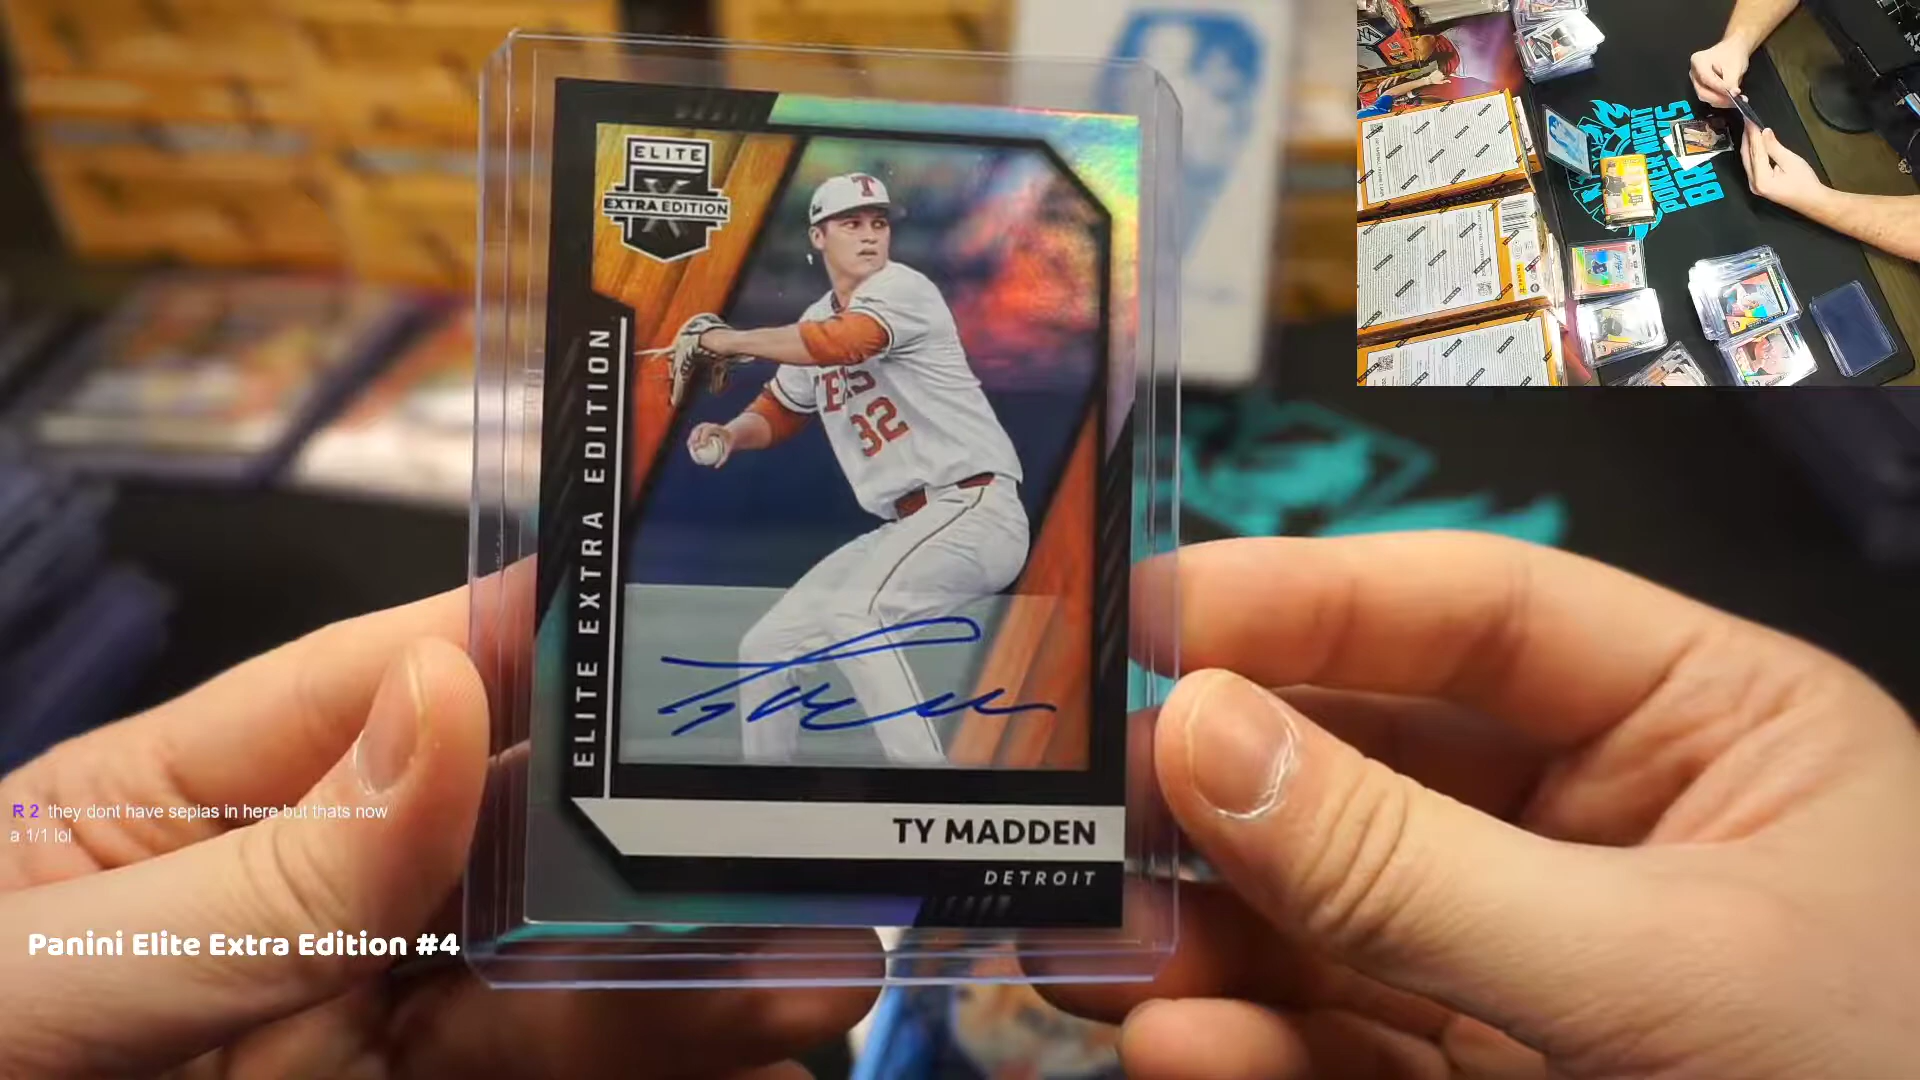 ELITE
X
EXTRA EDITION
T
32
ELITE EXTRA EDITION
TY MADDEN
DETROIT
R 2 they dont have sepias in here but thats now
a 1/1 lol
Panini Elite Extra Edition #4
POWER NIGHT